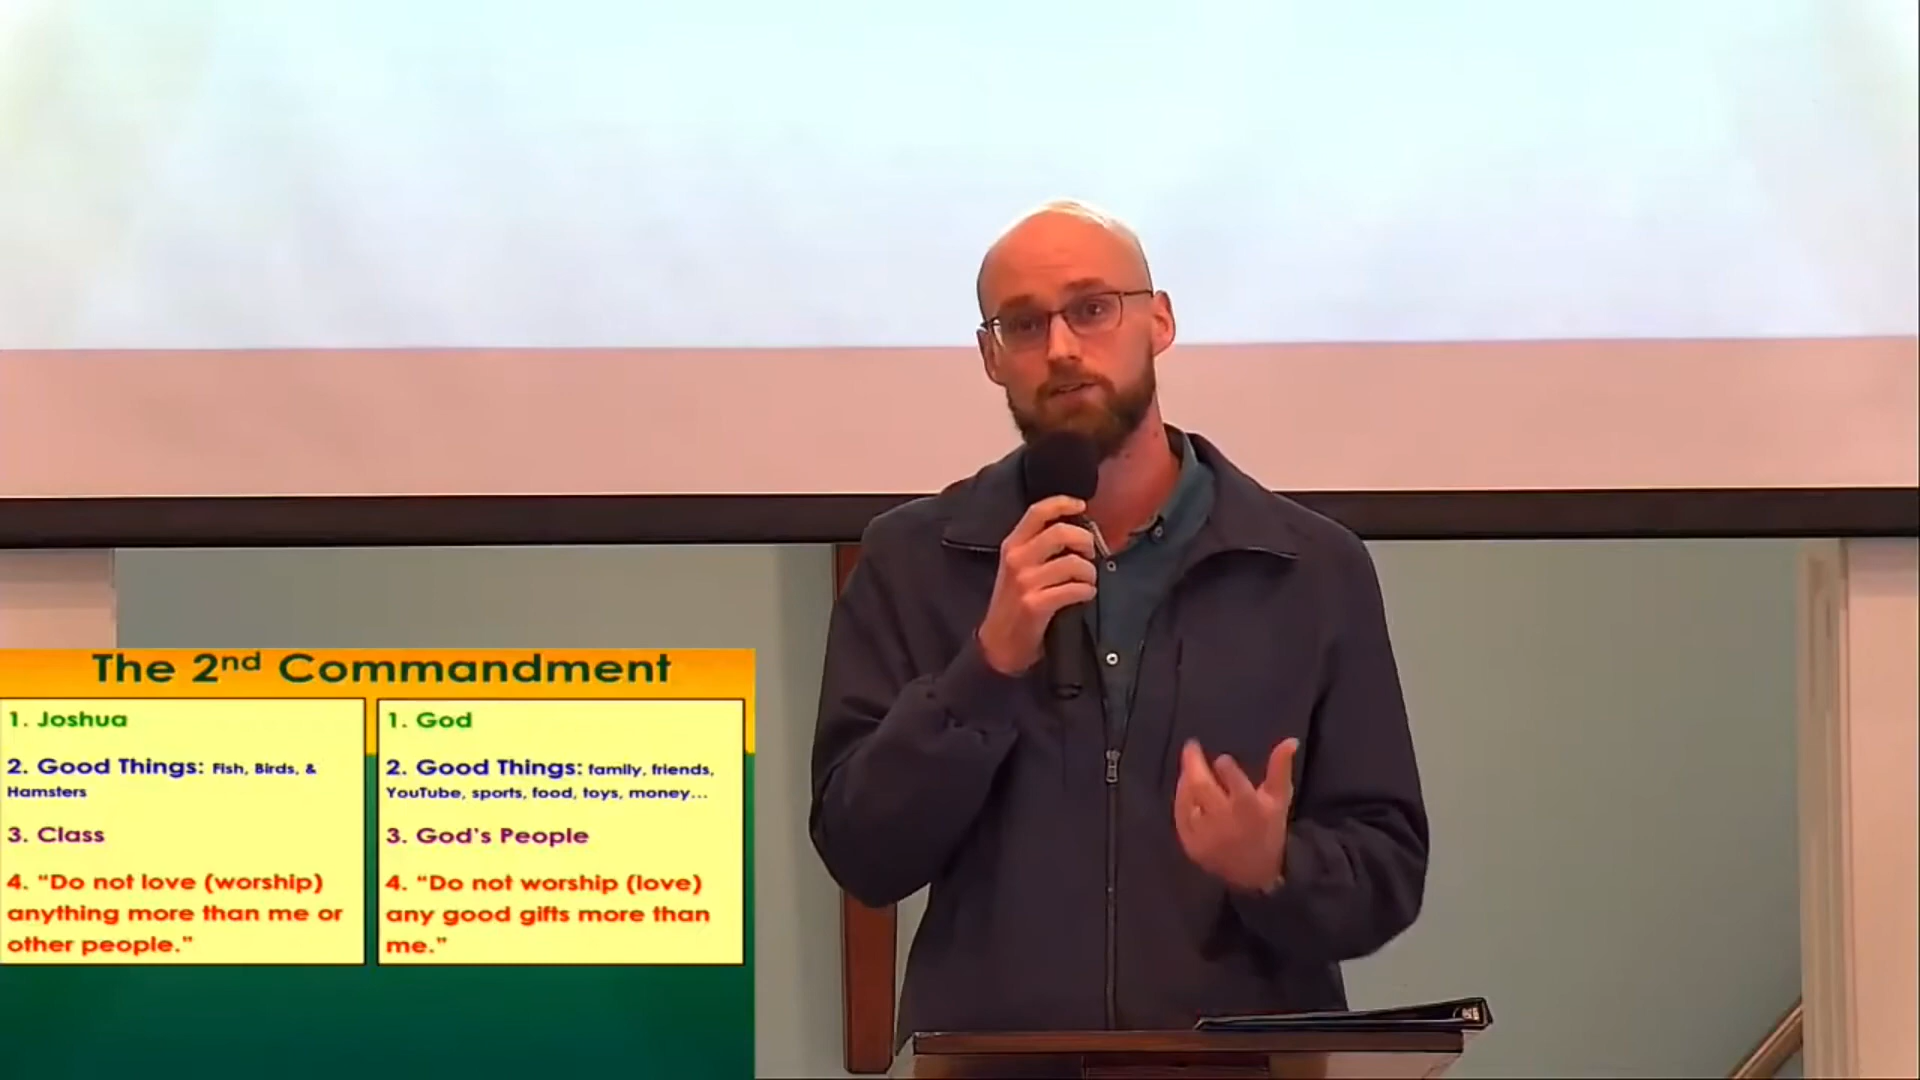 The 2nd Commandment
1. Joshua
2. Good Things: Fish, Birds, &
Hamsters
3. Class
4. “Do not love (worship)
anything more than me or
other people.”
1. God
2. Good Things: family, friends,
YouTube, sports, food, toys, money...
3. God’s People
4. “Do not worship (love)
any good gifts more than
me.”